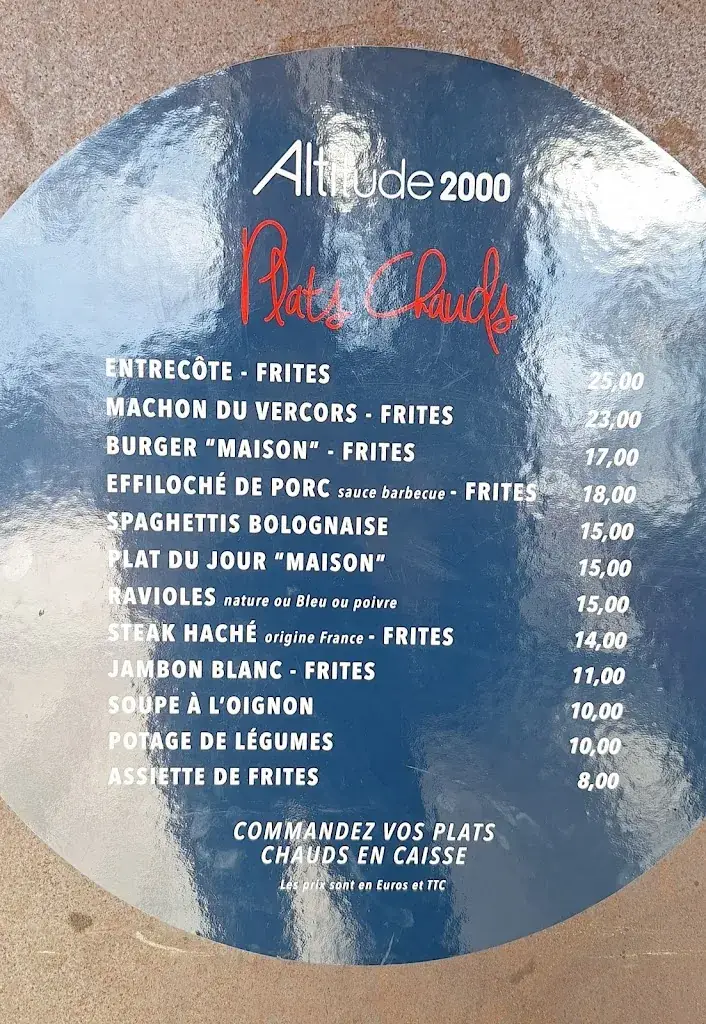 Altitude 2000
Plats Chauds
ENTRECÔTE - FRITES 25,00
MACHON DU VERCORS - FRITES 23,00
BURGER "MAISON" - FRITES 17,00
EFFILOCHÉ DE PORC sauce barbecue - FRITES 18,00
SPAGHETTIS BOLOGNAISE 15,00
PLAT DU JOUR "MAISON" 15,00
RAVIOLES nature ou Bleu ou poivre 15,00
STEAK HACHÉ origine France - FRITES 14,00
JAMBON BLANC - FRITES 11,00
SOUPE À L'OIGNON 10,00
POTAGE DE LÉGUMES 10,00
ASSIETTE DE FRITES 8,00
COMMANDEZ VOS PLATS
CHAUDS EN CAISSE
Les prix sont en Euros et TTC